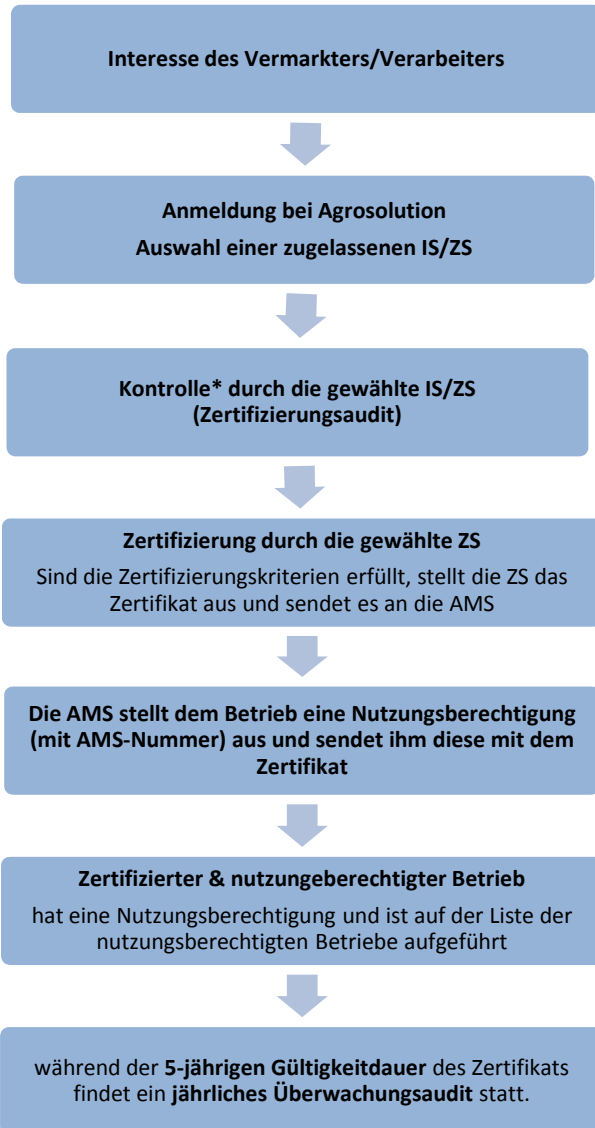 Interesse des Vermarkters/Verarbeiters
Anmeldung bei Agrosolution
Auswahl einer zugelassenen IS/ZS
Kontrolle* durch die gewählte IS/ZS
(Zertifizierungsaudit)
Zertifizierung durch die gewählte ZS
Sind die Zertifizierungskriterien erfüllt, stellt die ZS das
Zertifikat aus und sendet es an die AMS
Die AMS stellt dem Betrieb eine Nutzungsberechtigung
(mit AMS-Nummer) aus und sendet ihm diese mit dem
Zertifikat
Zertifizierter & nutzungeberechtigter Betrieb
hat eine Nutzungsberechtigung und ist auf der Liste der
nutzungsberechtigten Betriebe aufgeführt
während der 5-jährigen Gültigkeitdauer des Zertifikats
findet ein jährliches Überwachungsaudit statt.